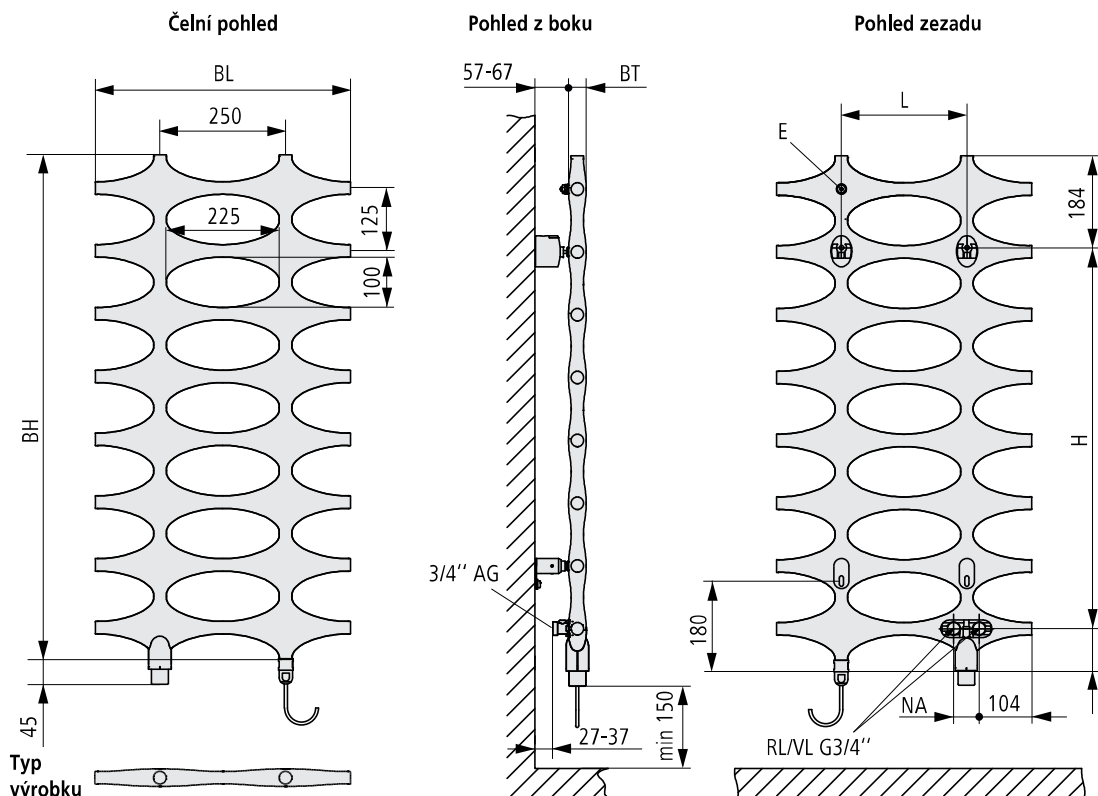 Čelní pohled
Pohled z boku
Pohled zezadu
BL
250
BH
125
225
100
45
57-67
BT
3/4'' AG
27-37
min 150
L
E
184
H
180
NA
104
RL/VL G3/4''
Typ
výrobku